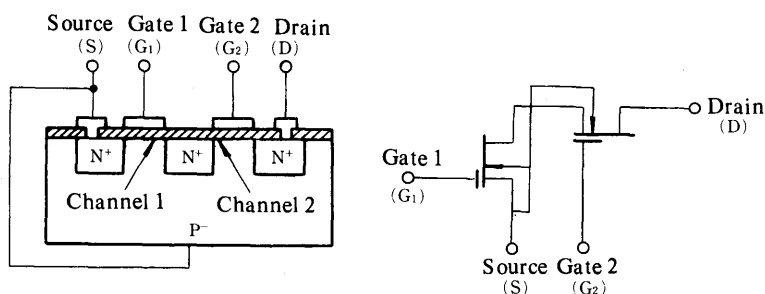 Source Gate 1 Gate 2 Drain
(S) (G₁) (G₂) (D)
N⁺ N⁺ N⁺
Channel 1 Channel 2
P⁻
Drain
(D)
Gate 1
(G₁)
Source Gate 2
(S) (G₂)